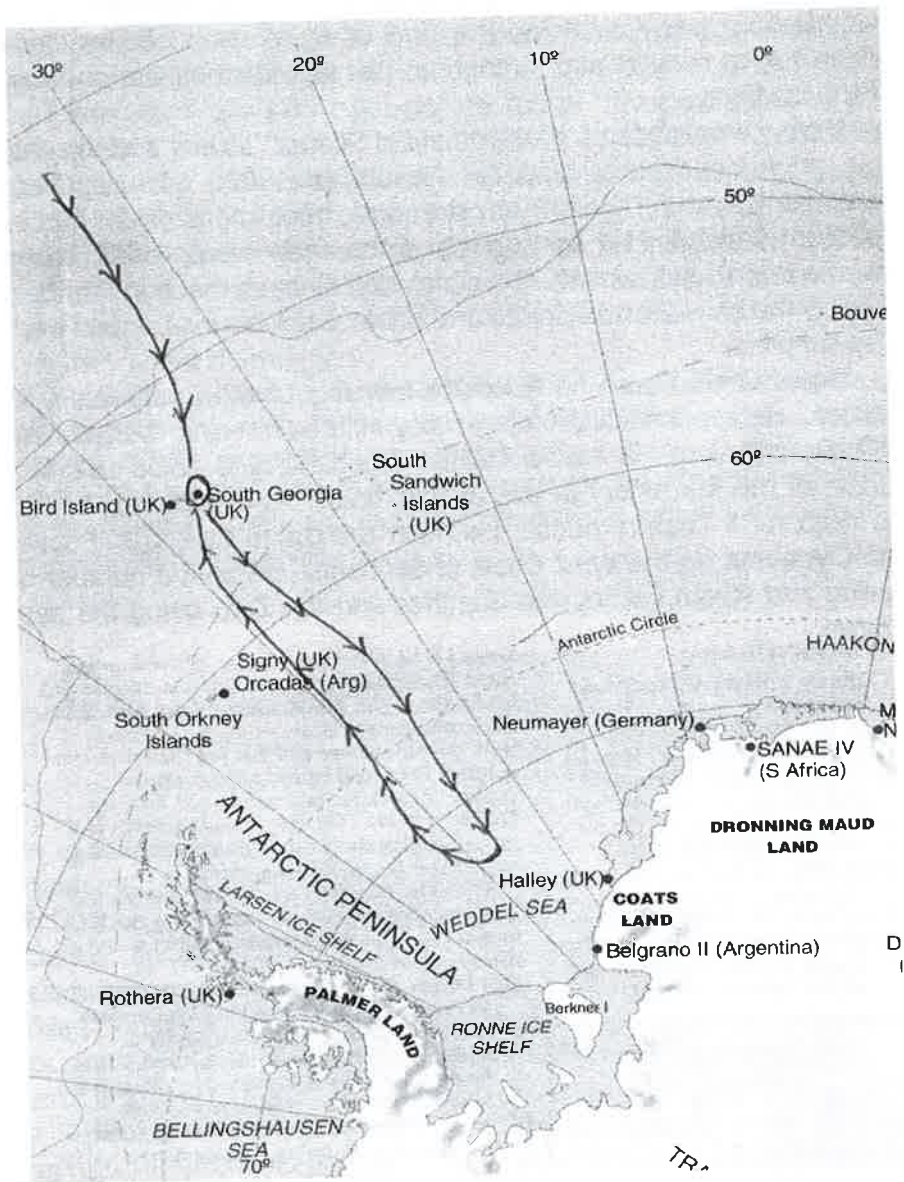 30º
20º
10º
0º
50º
Bouve
60º
South
Sandwich
Islands
(UK)
Bird Island (UK)
South Georgia
(UK)
Antarctic Circle
HAAKON
Signy (UK)
Orcadas (Arg)
South Orkney
Islands
Neumayer (Germany)
M
N
SANAE IV
(S Africa)
DRONNING MAUD
LAND
ANTARCTIC PENINSULA
LARSEN ICE SHELF
WEDDEL SEA
Halley (UK)
COATS
LAND
Belgrano II (Argentina)
D
(
Rothera (UK)
PALMER LAND
Berkner I
RONNE ICE
SHELF
BELLINGSHAUSEN
SEA
70º
TRA